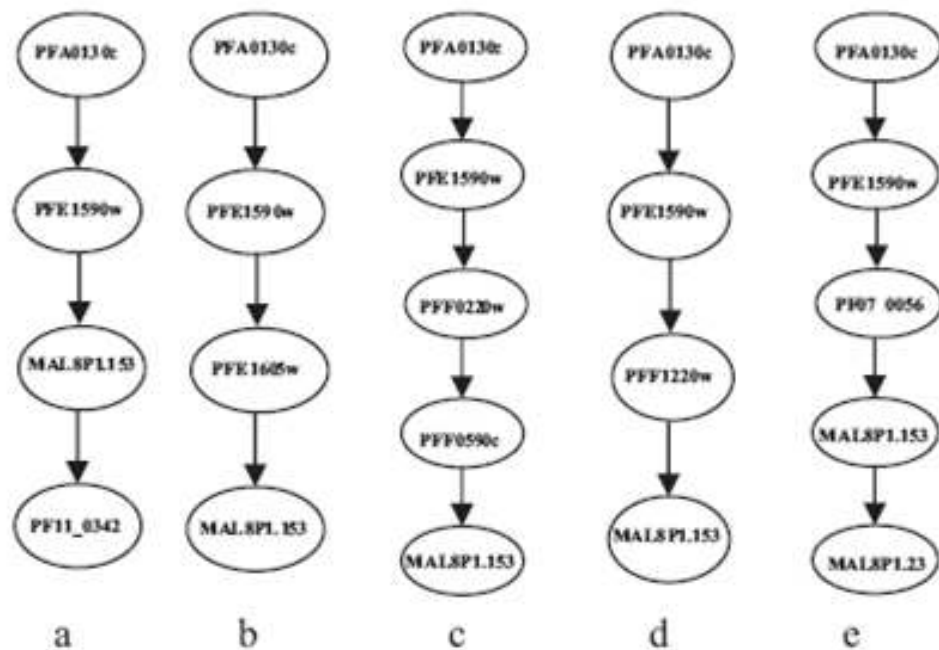 PFA0130c
PFE1590w
MAL8P1.153
PF11_0342
a
PFA0130c
PFE1590w
PFE1605w
MAL8P1.153
b
PFA0130c
PFE1590w
PFF0220w
PFF0590c
MAL8P1.153
c
PFA0130c
PFE1590w
PFF1220w
MAL8P1.153
d
PFA0130c
PFE1590w
PF07_0056
MAL8P1.153
MAL8P1.23
e